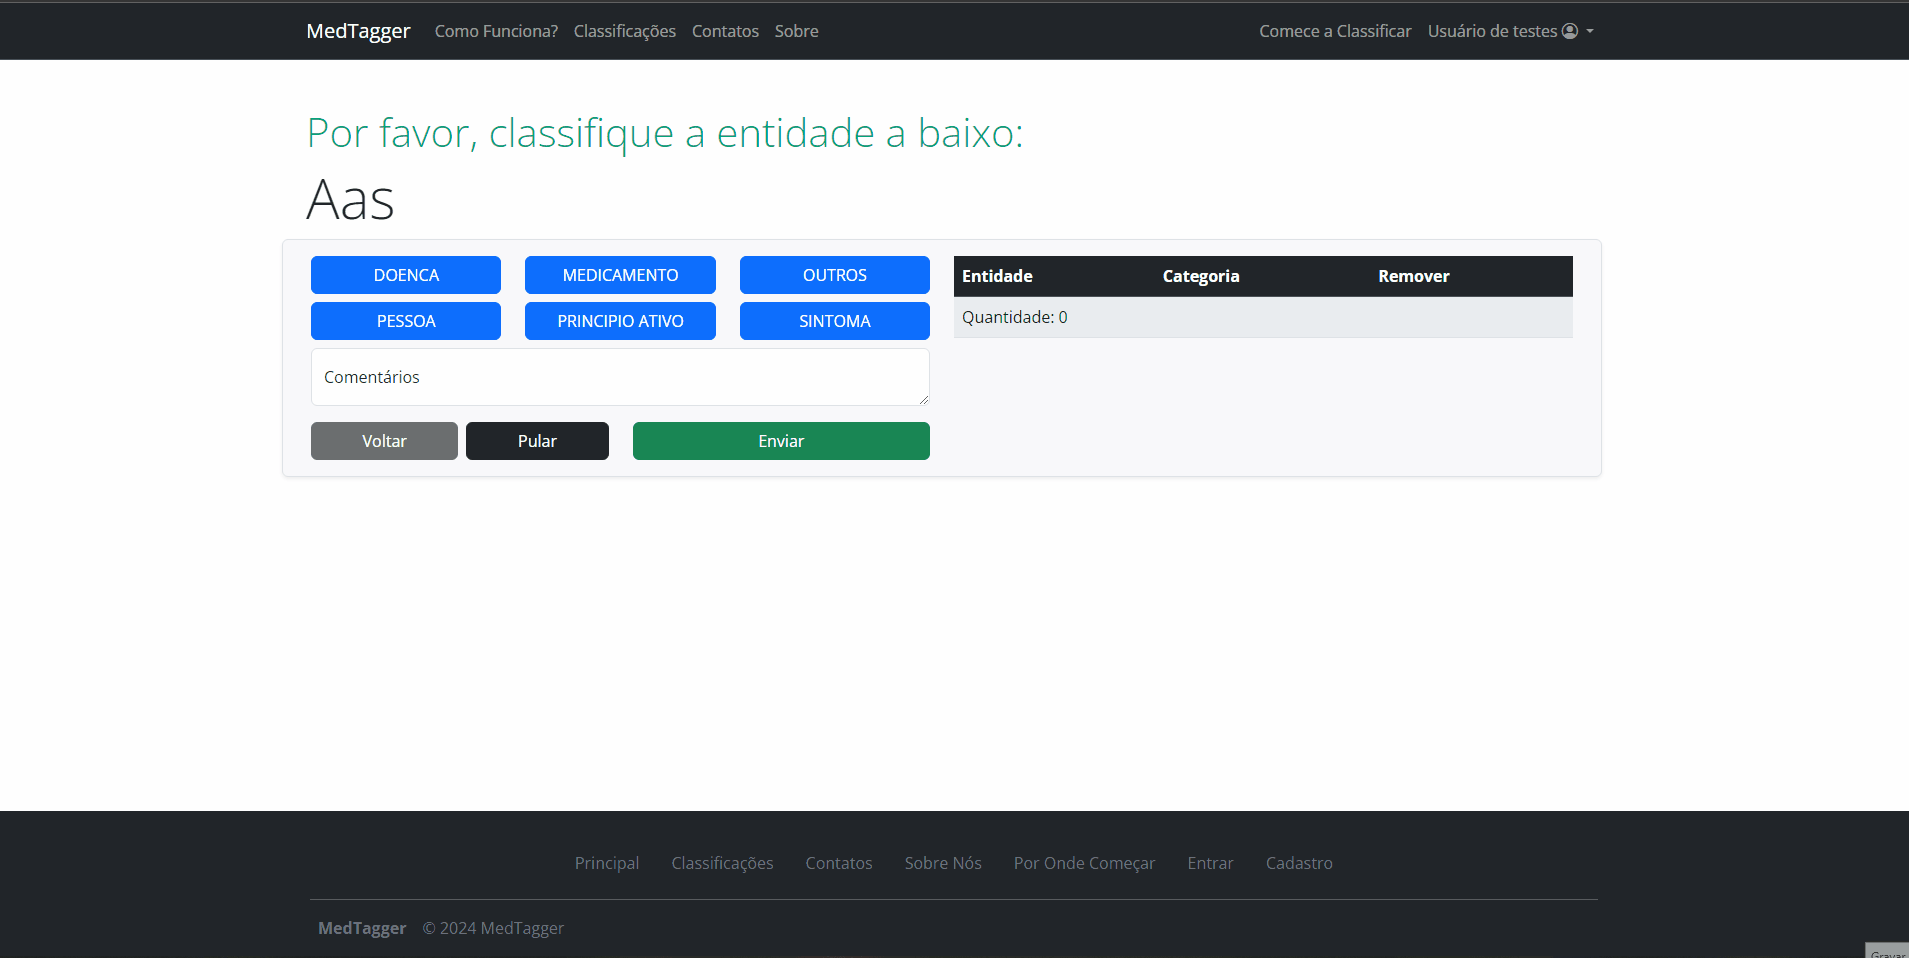 MedTagger Como Funciona? Classificações Contatos Sobre Comece a Classificar Usuário de testes
Por favor, classifique a entidade a baixo:
Aas
DOENCA MEDICAMENTO OUTROS
PESSOA PRINCIPIO ATIVO SINTOMA
Comentários
Voltar Pular Enviar
Entidade Categoria Remover
Quantidade: 0
Principal Classificações Contatos Sobre Nós Por Onde Começar Entrar Cadastro
MedTagger © 2024 MedTagger
Gravar